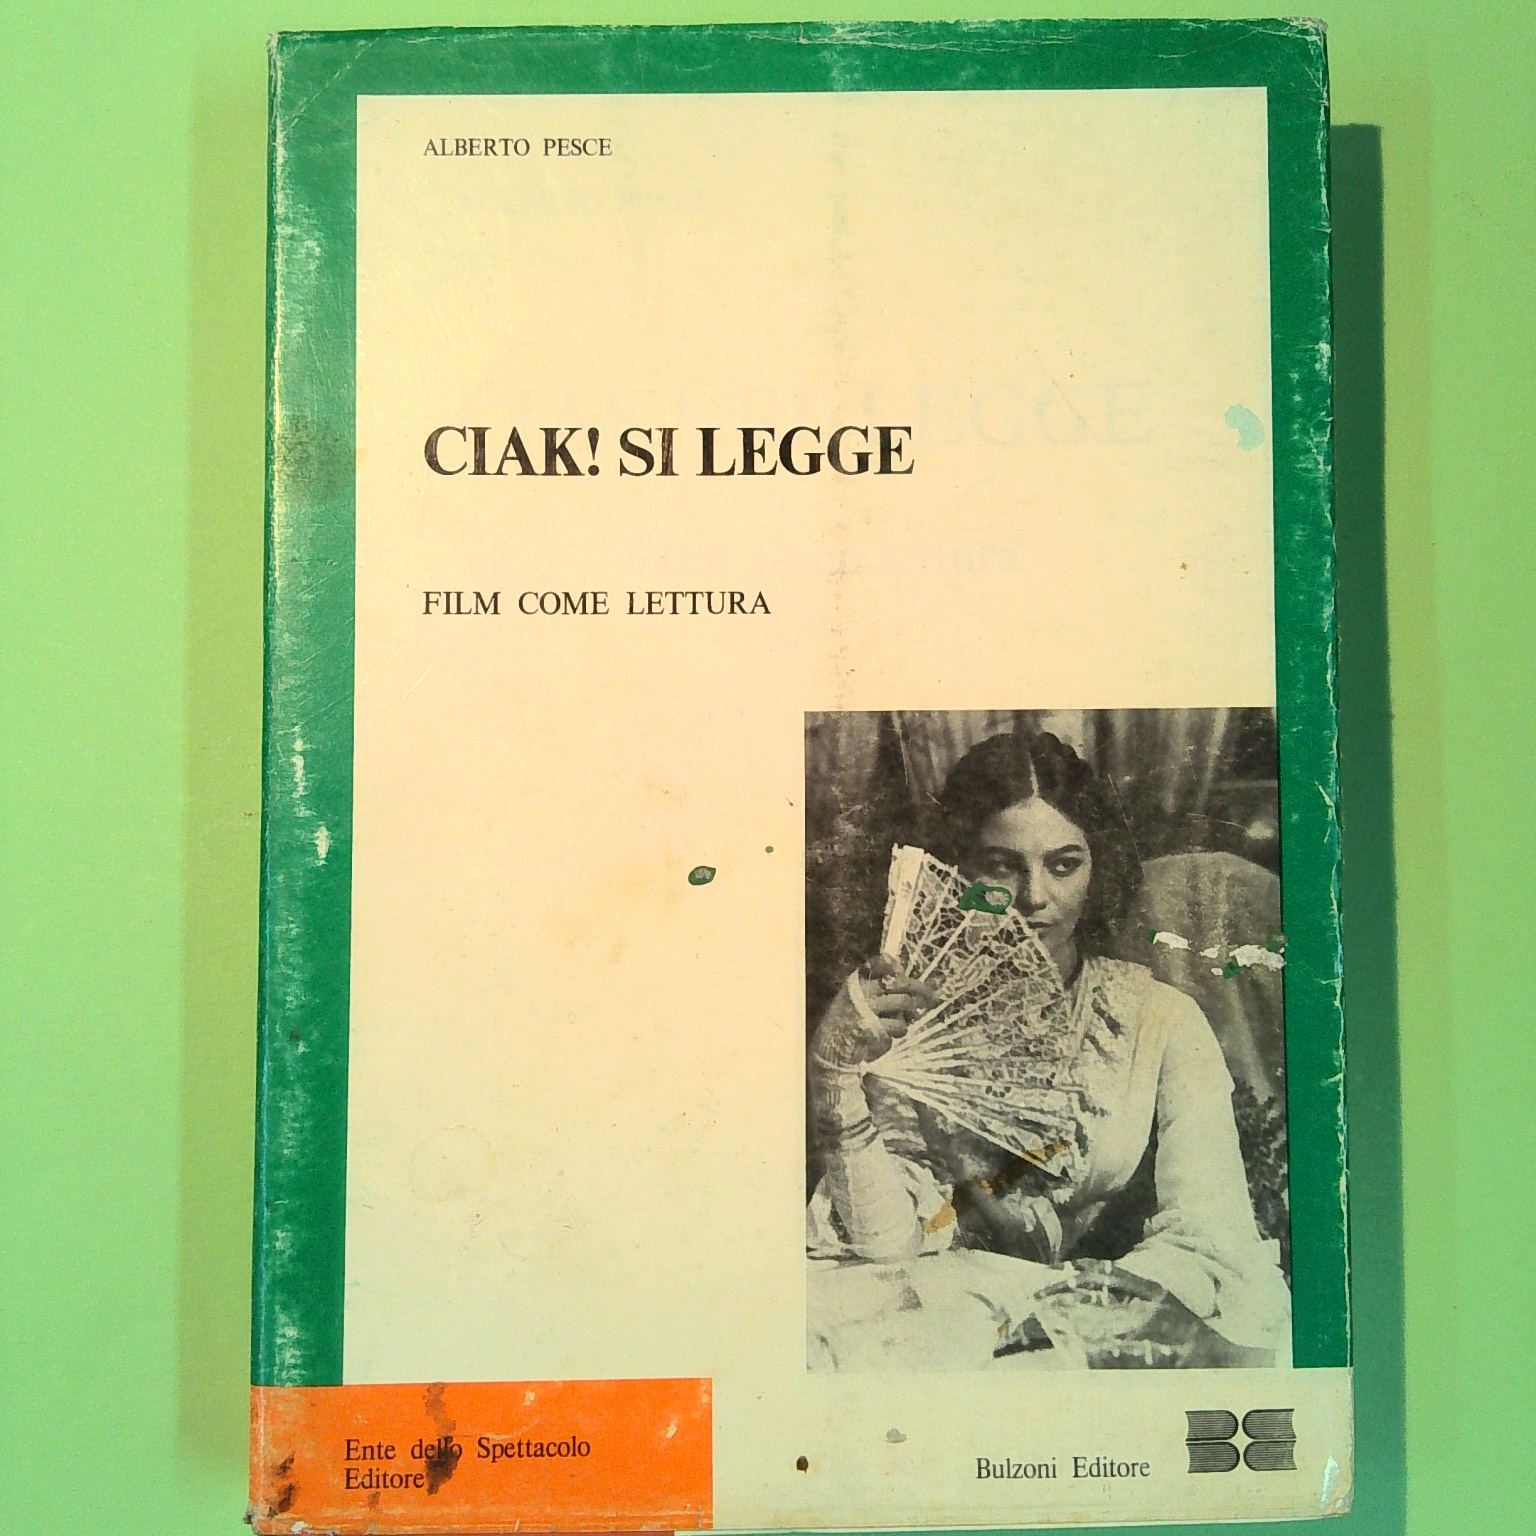 ALBERTO PESCE
CIAK! SI LEGGE
FILM COME LETTURA
Ente dello Spettacolo
Editore
Bulzoni Editore